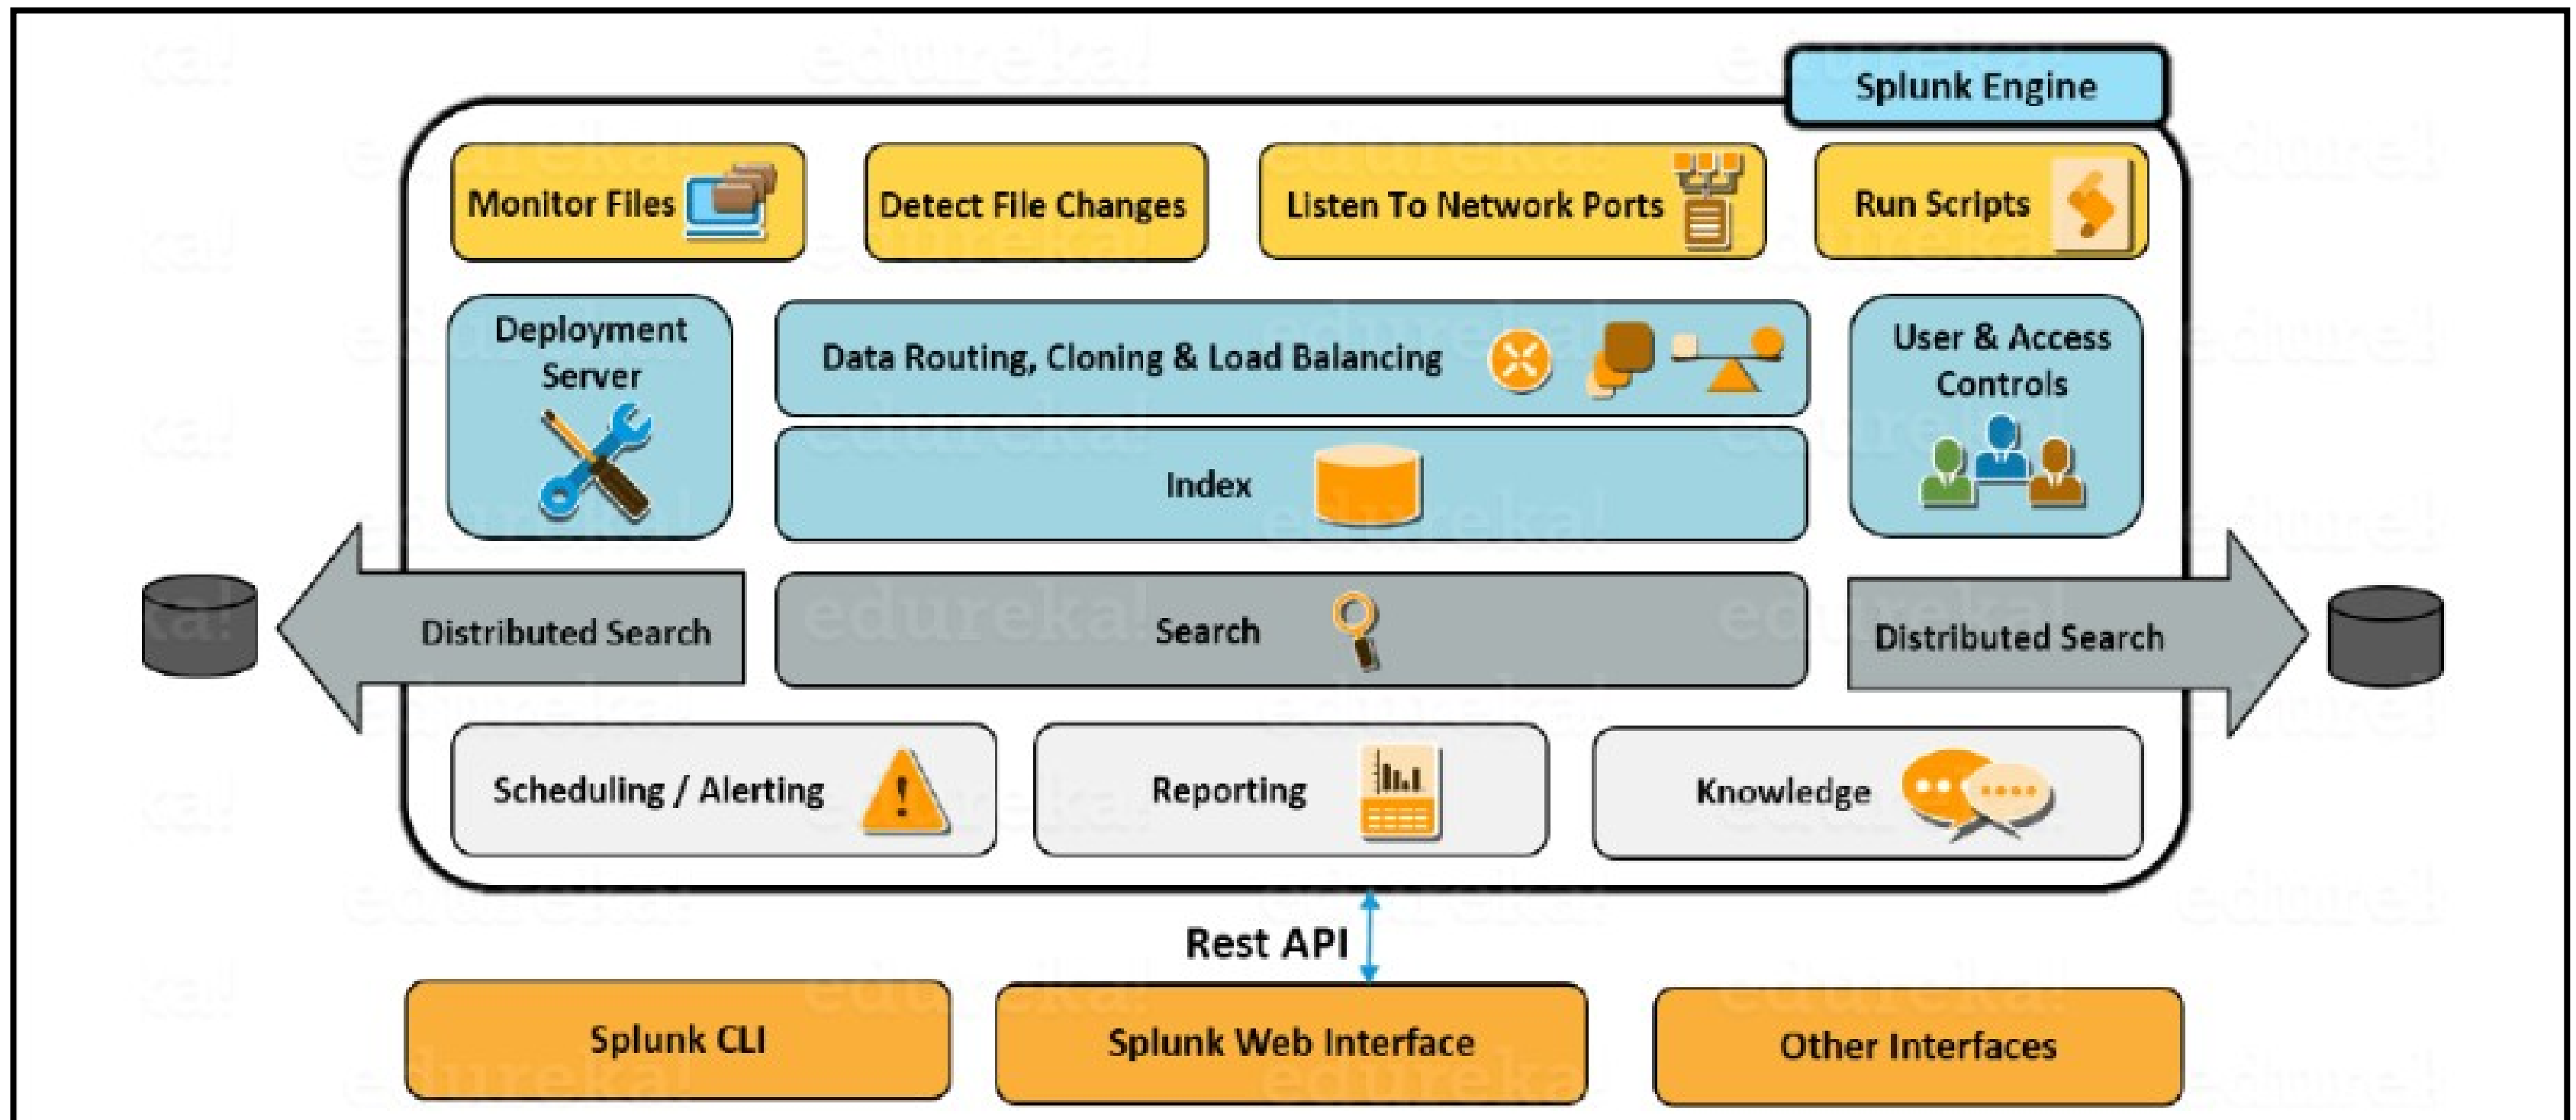 Splunk Engine
Monitor Files
Detect File Changes
Listen To Network Ports
Run Scripts
Deployment
Server
Data Routing, Cloning & Load Balancing
User & Access
Controls
Index
Distributed Search
Search
Distributed Search
Scheduling / Alerting
Reporting
Knowledge
Rest API
Splunk CLI
Splunk Web Interface
Other Interfaces
edureka!